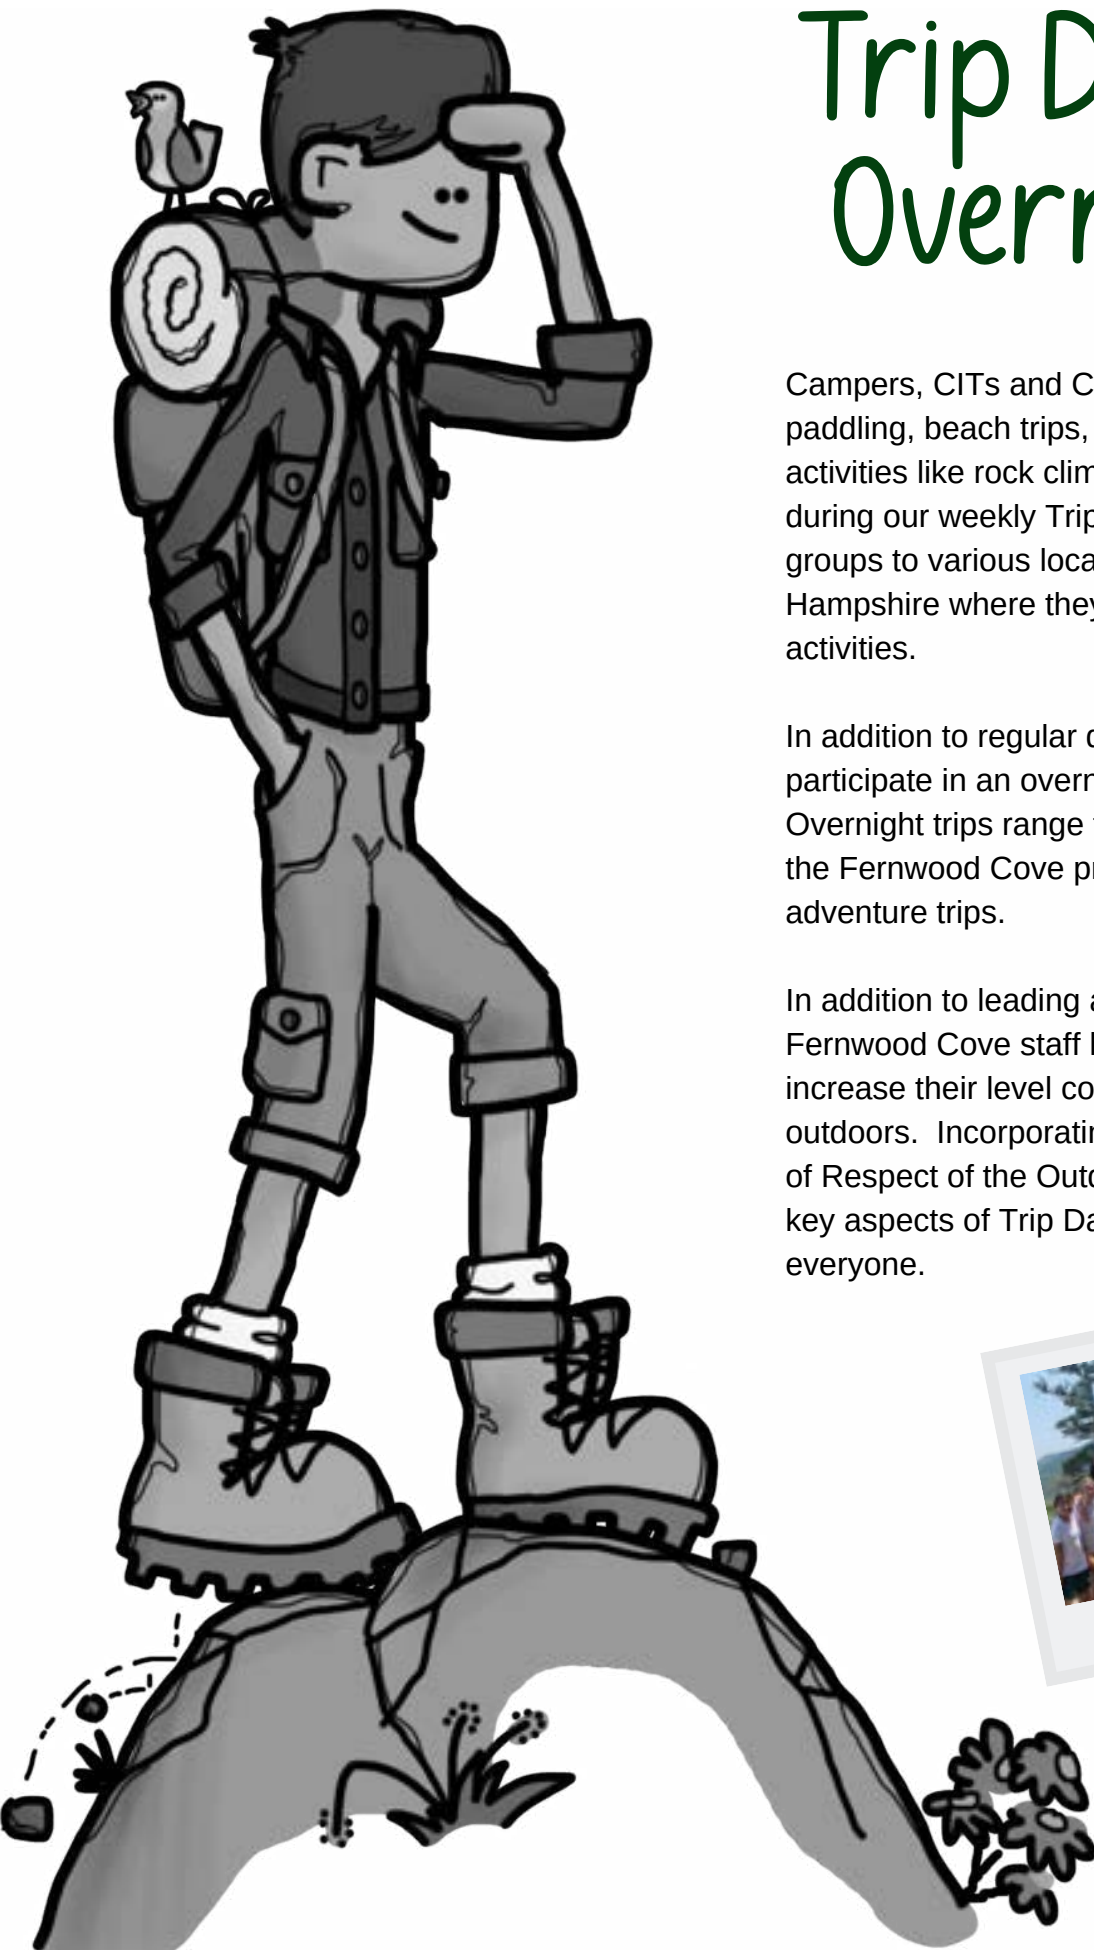 Trip D
Overn
Campers, CITs and C
paddling, beach trips,
activities like rock clim
during our weekly Trip
groups to various loca
Hampshire where they
activities.
In addition to regular
participate in an overn
Overnight trips range
the Fernwood Cove pr
adventure trips.
In addition to leading a
Fernwood Cove staff
increase their level co
outdoors.  Incorporatin
of Respect of the Outd
key aspects of Trip Da
everyone.